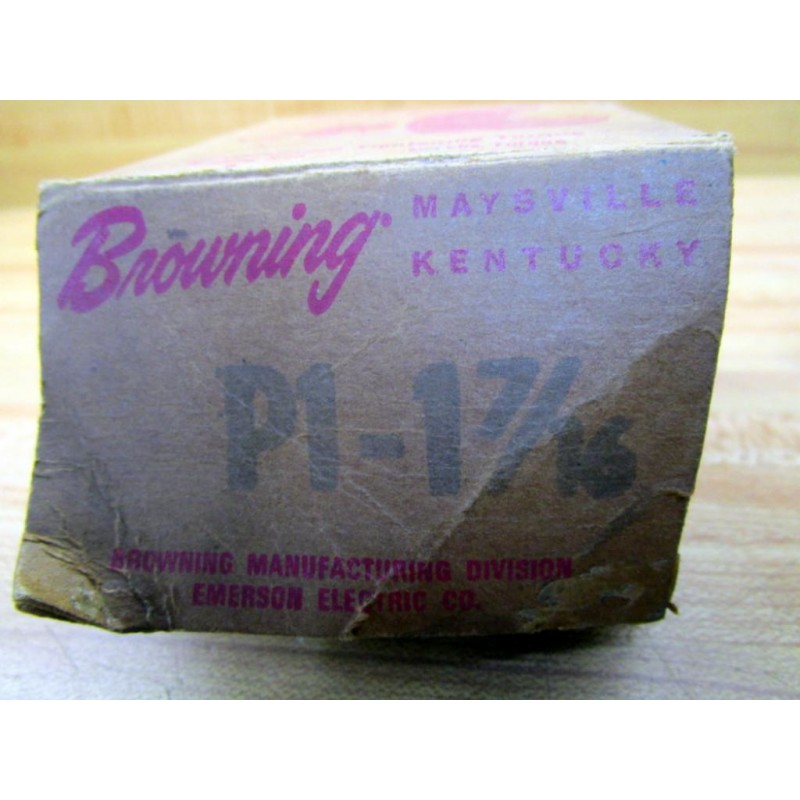 Browning
MAYSVILLE
KENTUCKY
P1-1 7/16
BROWNING MANUFACTURING DIVISION
EMERSON ELECTRIC CO.